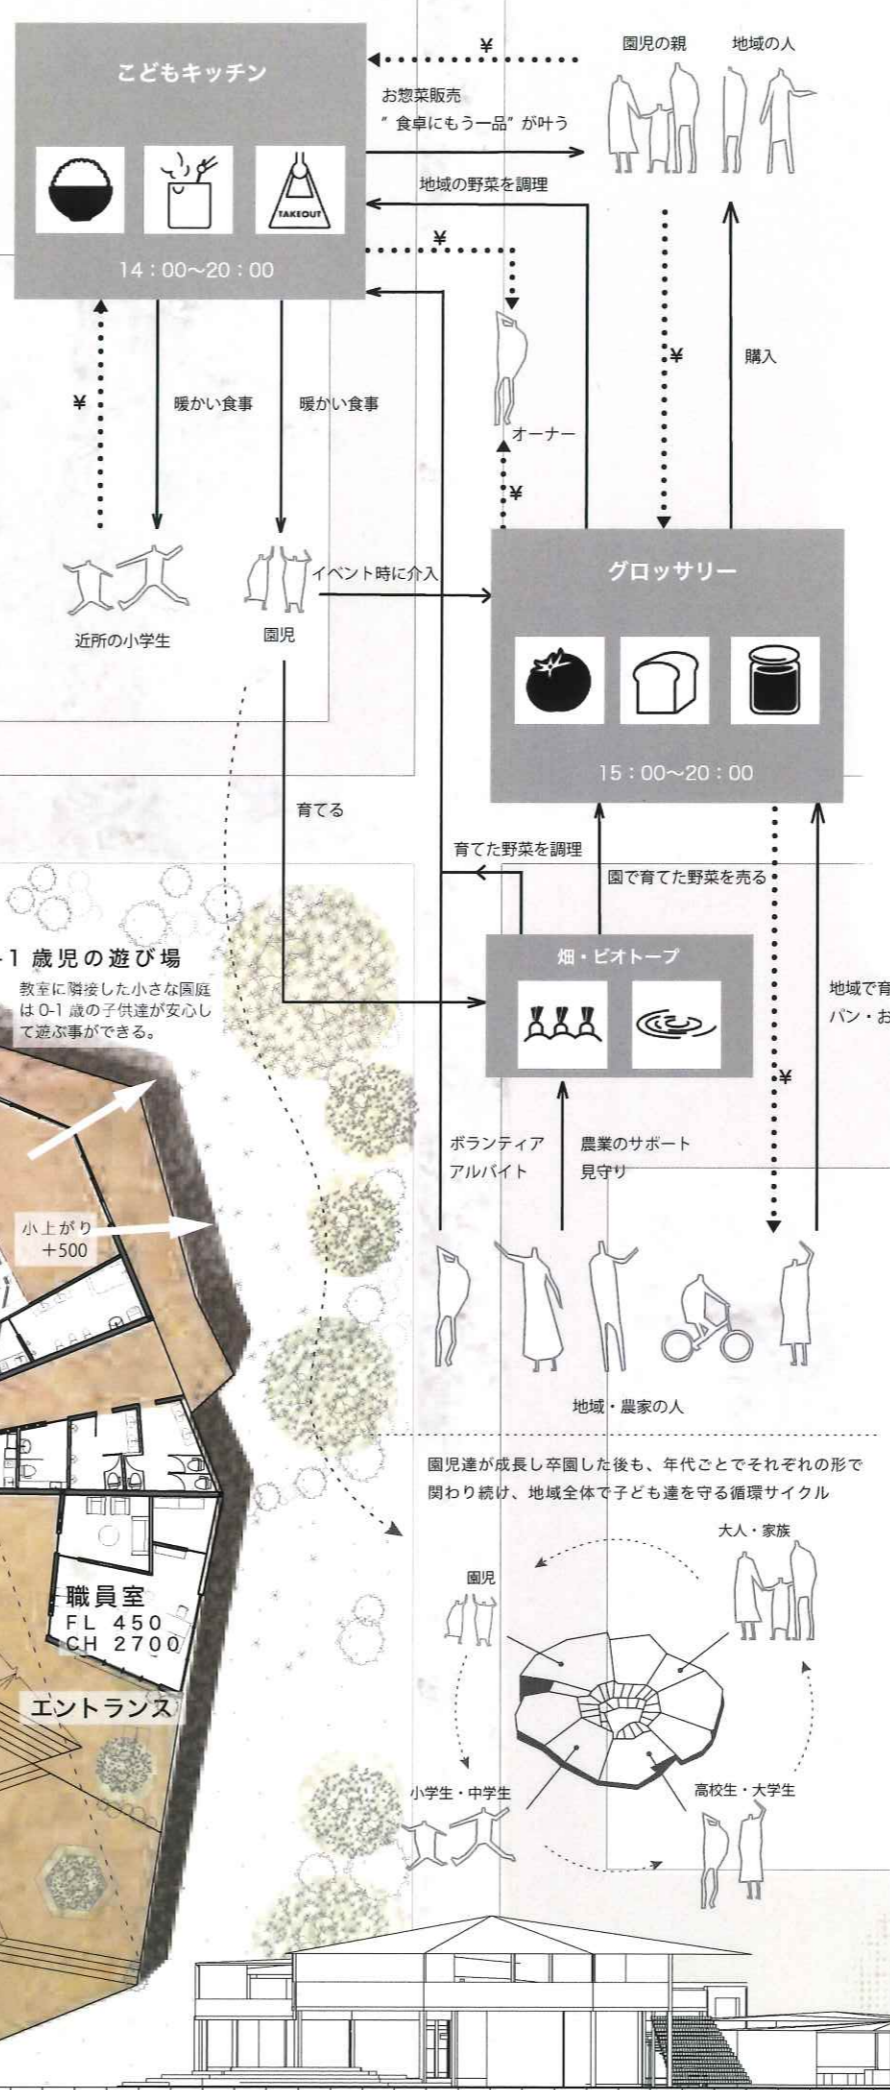 こどもキッチン
TAKEOUT
14：00〜20：00
¥
園児の親
地域の人
お惣菜販売
”食卓にもう一品”が叶う
地域の野菜を調理
¥
オーナー
¥
¥
購入
¥
暖かい食事
暖かい食事
近所の小学生
園児
イベント時に介入
グロッサリー
15：00〜20：00
育てる
育てた野菜を調理
園で育てた野菜を売る
畑・ビオトープ
地域で育
パン・お
¥
ボランティア
アルバイト
農業のサポート
見守り
地域・農家の人
-1 歳児の遊び場
教室に隣接した小さな園庭
は 0-1 歳の子供達が安心し
て遊ぶ事ができる。
小上がり
＋500
職員室
FL 450
CH 2700
エントランス
園児達が成長し卒園した後も、年代ごとでそれぞれの形で
関わり続け、地域全体で子ども達を守る循環サイクル
大人・家族
園児
小学生・中学生
高校生・大学生